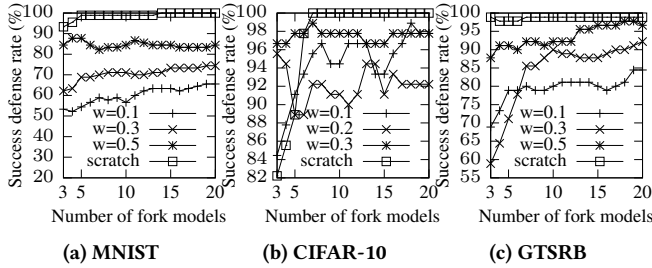 Success defense rate (%)
100
90
80
70
60
50
40
30
20
w=0.1
w=0.3
w=0.5
scratch
3 5 10 15 20
Number of fork models
(a) MNIST
Success defense rate (%)
100
98
96
94
92
90
88
86
84
82
w=0.1
w=0.2
w=0.3
scratch
3 5 10 15 20
Number of fork models
(b) CIFAR-10
Success defense rate (%)
100
95
90
85
80
75
70
65
60
55
w=0.1
w=0.3
w=0.5
scratch
3 5 10 15 20
Number of fork models
(c) GTSRB